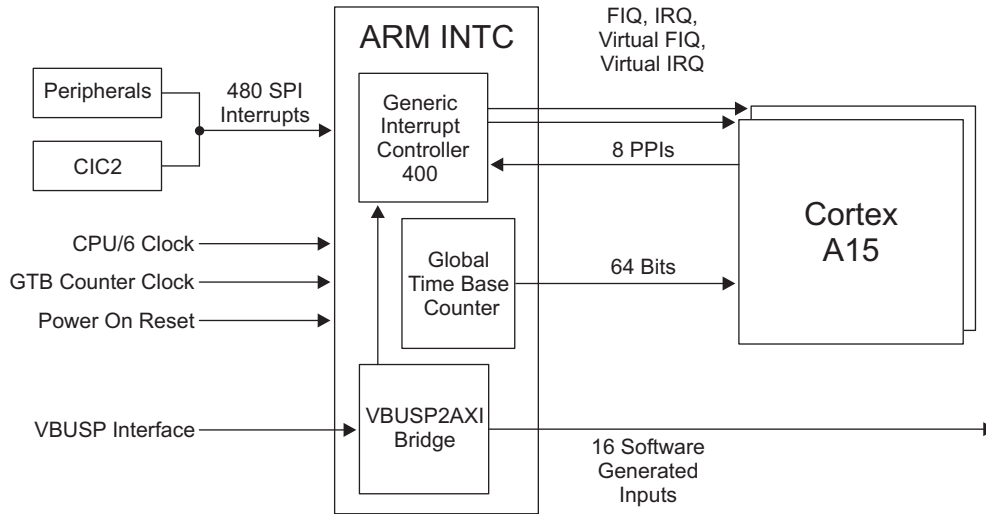 FIQ, IRQ,
Virtual FIQ,
Virtual IRQ
ARM INTC
Peripherals
480 SPI
Interrupts
CIC2
Generic
Interrupt
Controller
400
8 PPIs
Cortex
A15
CPU/6 Clock
GTB Counter Clock
Power On Reset
Global
Time Base
Counter
64 Bits
VBUSP Interface
VBUSP2AXI
Bridge
16 Software
Generated
Inputs